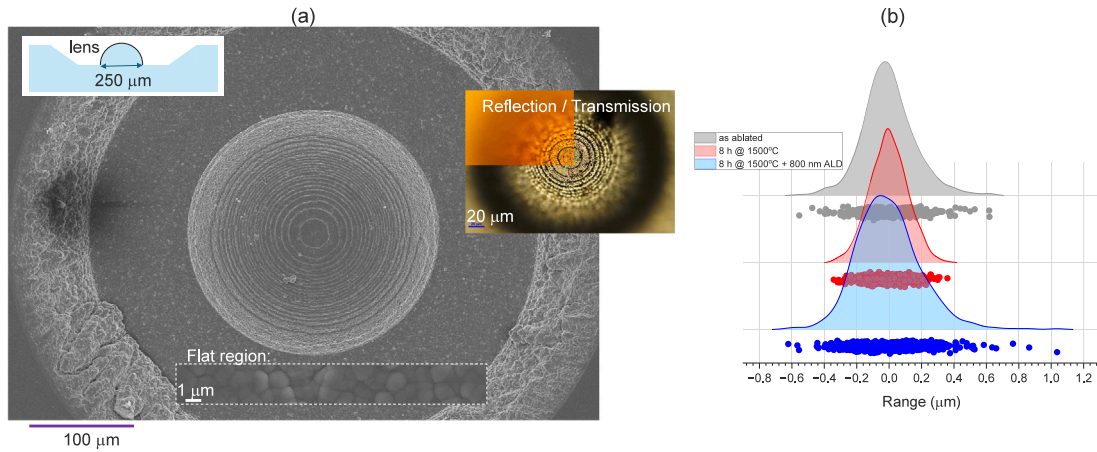 (a)
lens
250 μm
Reflection / Transmission
20 μm
Flat region:
1 μm
100 μm
(b)
as ablated
8 h @ 1500ºC
8 h @ 1500ºC + 800 nm ALD
−0.8 −0.6 −0.4 −0.2 0.0 0.2 0.4 0.6 0.8 1.0 1.2
Range (μm)